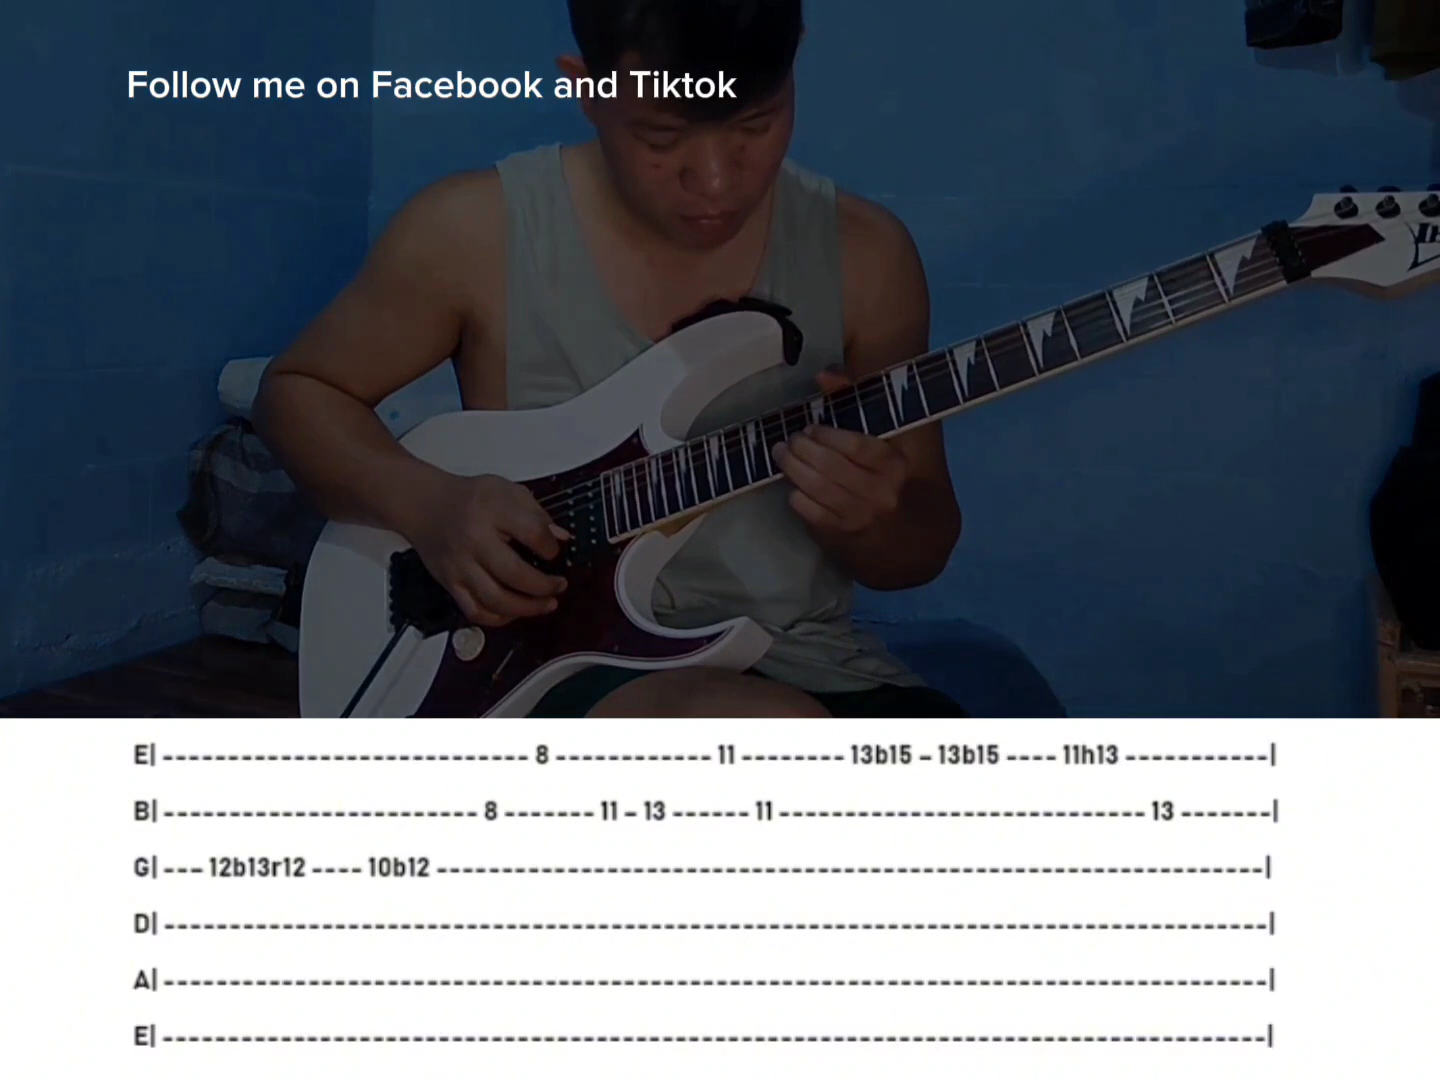 Follow me on Facebook and Tiktok
E| ---------------------------- 8 ------------ 11 -------- 13b15 - 13b15 ---- 11h13 -----------|
B| ------------------------ 8 ------- 11 - 13 ------ 11 ---------------------------- 13 -------|
G| --- 12b13r12 ---- 10b12 ----------------------------------------------------------------|
D| -------------------------------------------------------------------------------------|
A| -------------------------------------------------------------------------------------|
E| -------------------------------------------------------------------------------------|